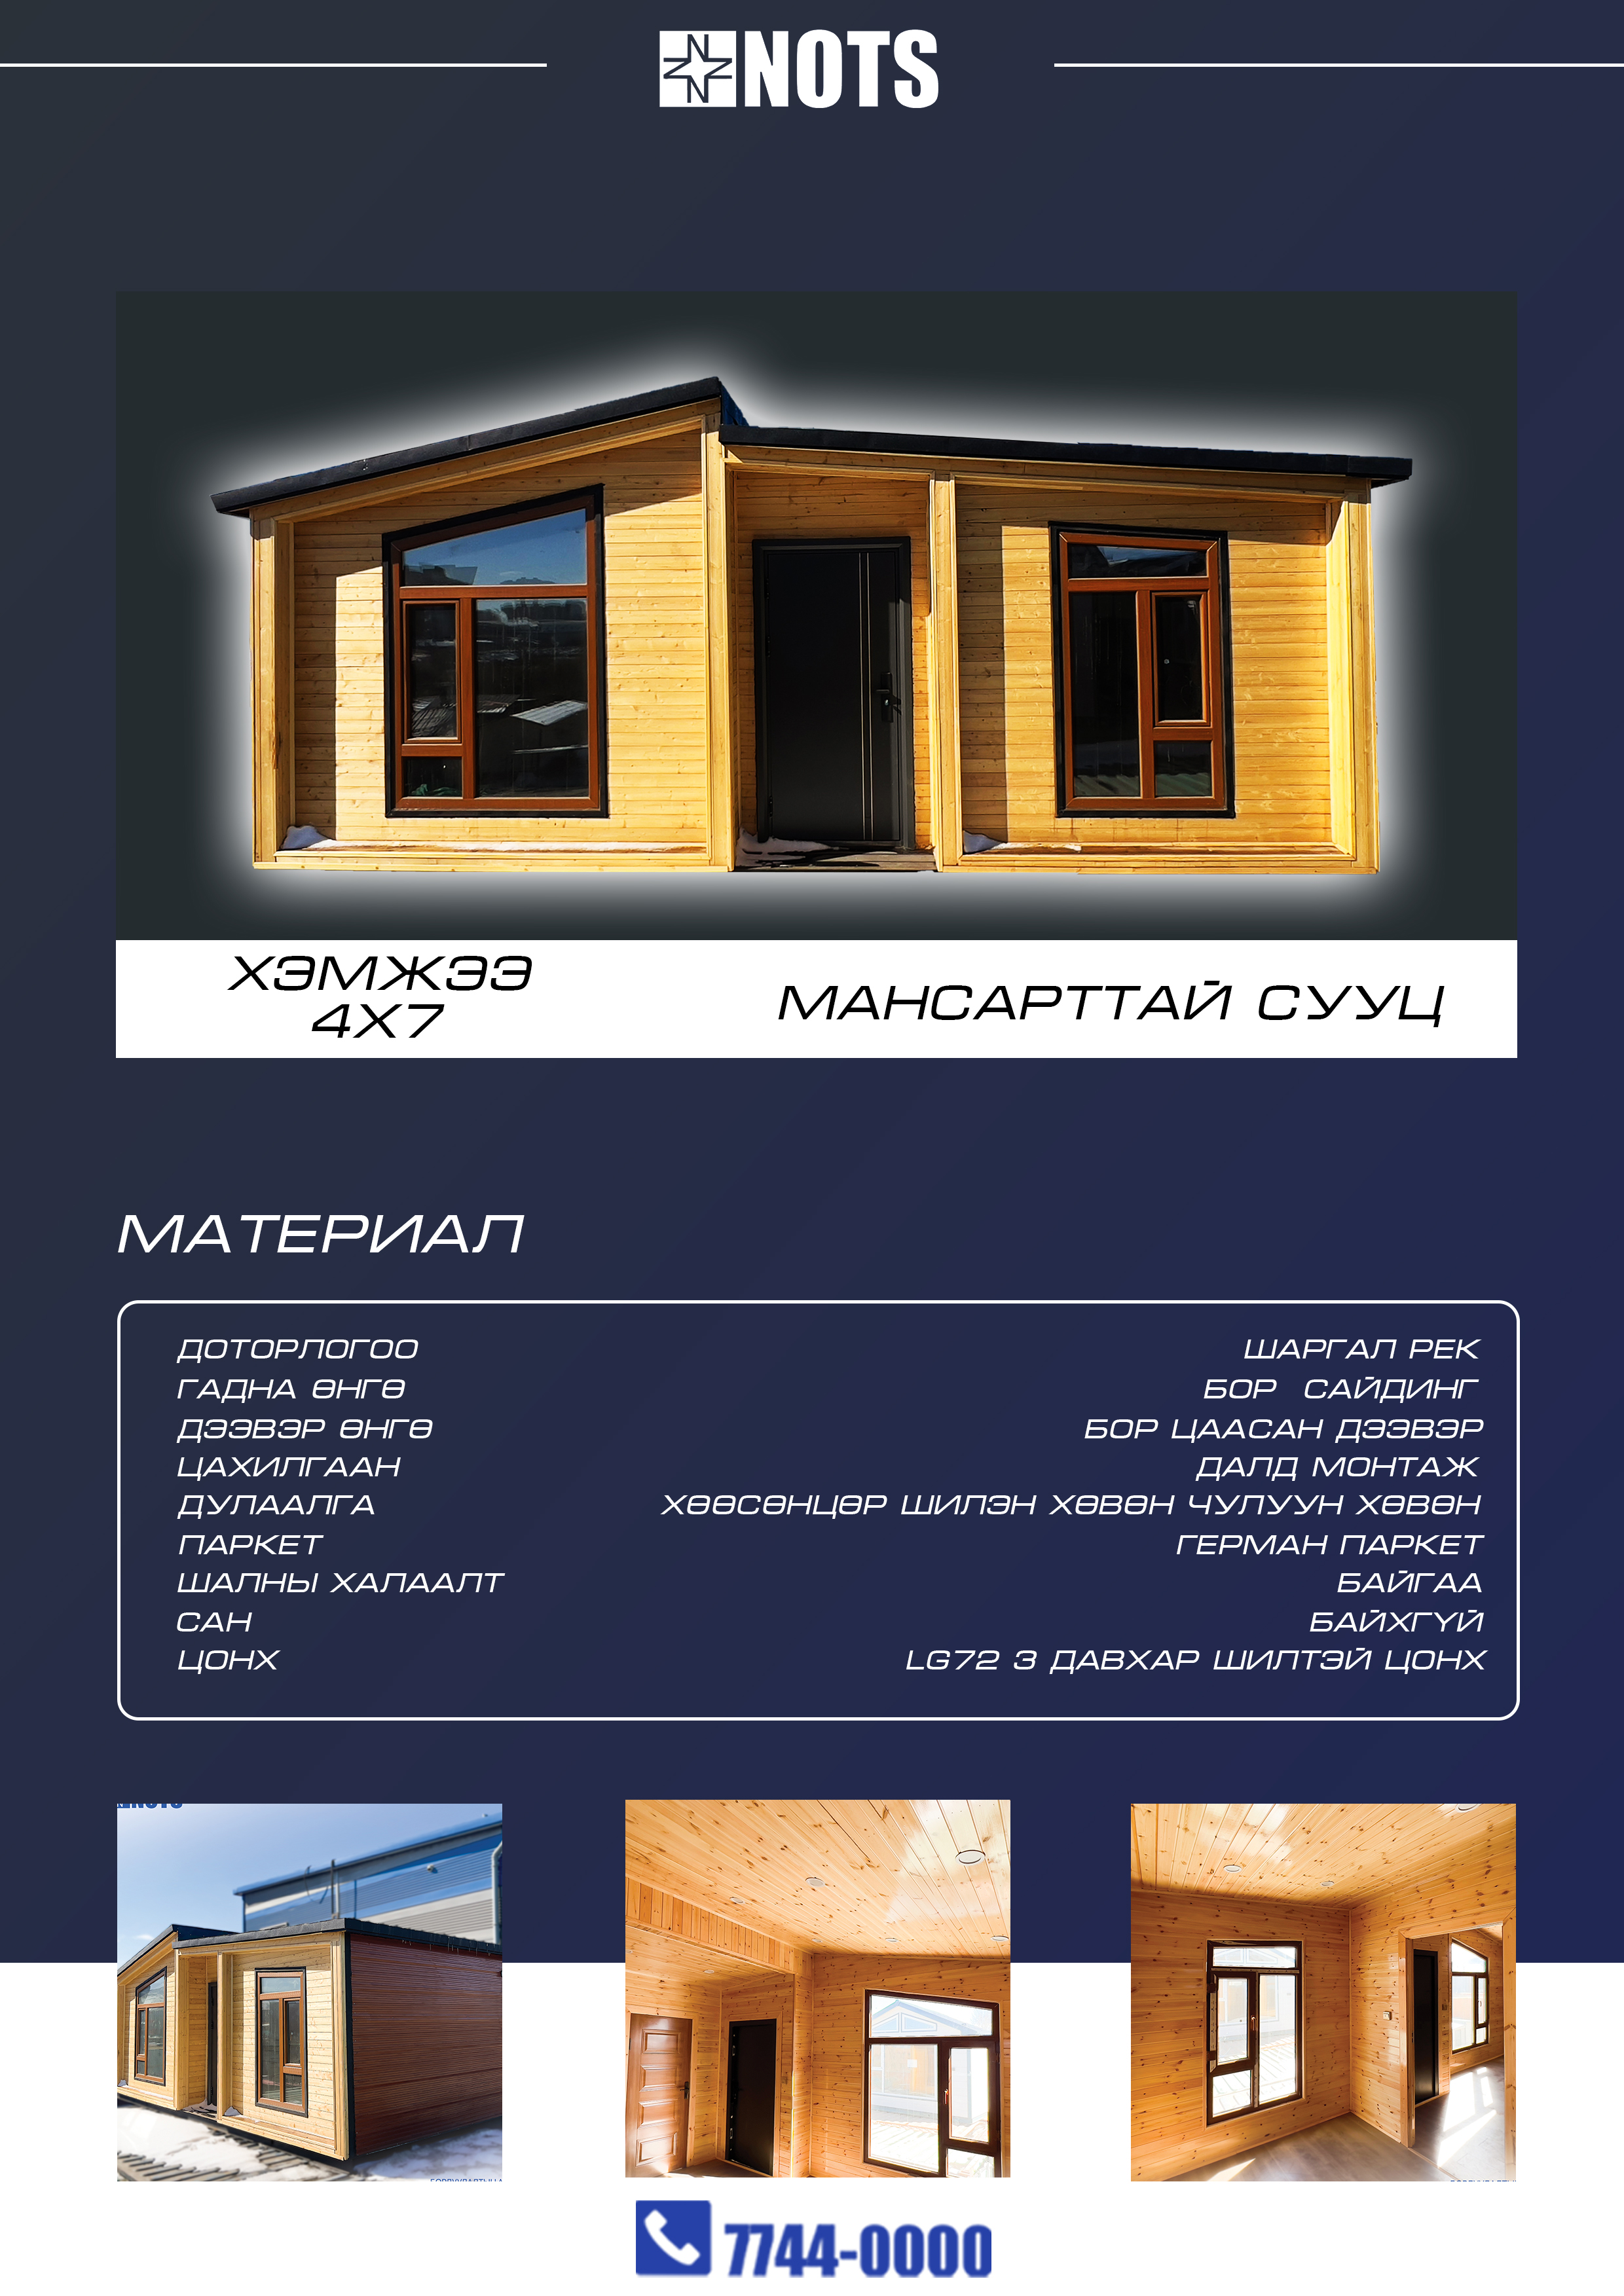 NOTS
ХЭМЖЭЭ
4X7
МАНСАРТТАЙ СУУЦ
МАТЕРИАЛ
ДОТОРЛОГОО ШАРГАЛ РЕК
ГАДНА ӨНГӨ БОР САЙДИНГ
ДЭЭВЭР ӨНГӨ БОР ЦААСАН ДЭЭВЭР
ЦАХИЛГААН ДАЛД МОНТАЖ
ДУЛААЛГА ХӨӨСӨНЦӨР ШИЛЭН ХӨВӨН ЧУЛУУН ХӨВӨН
ПАРКЕТ ГЕРМАН ПАРКЕТ
ШАЛНЫ ХАЛААЛТ БАЙГАА
САН БАЙХГҮЙ
ЦОНХ LG72 3 ДАВХАР ШИЛТЭЙ ЦОНХ
7744-0000